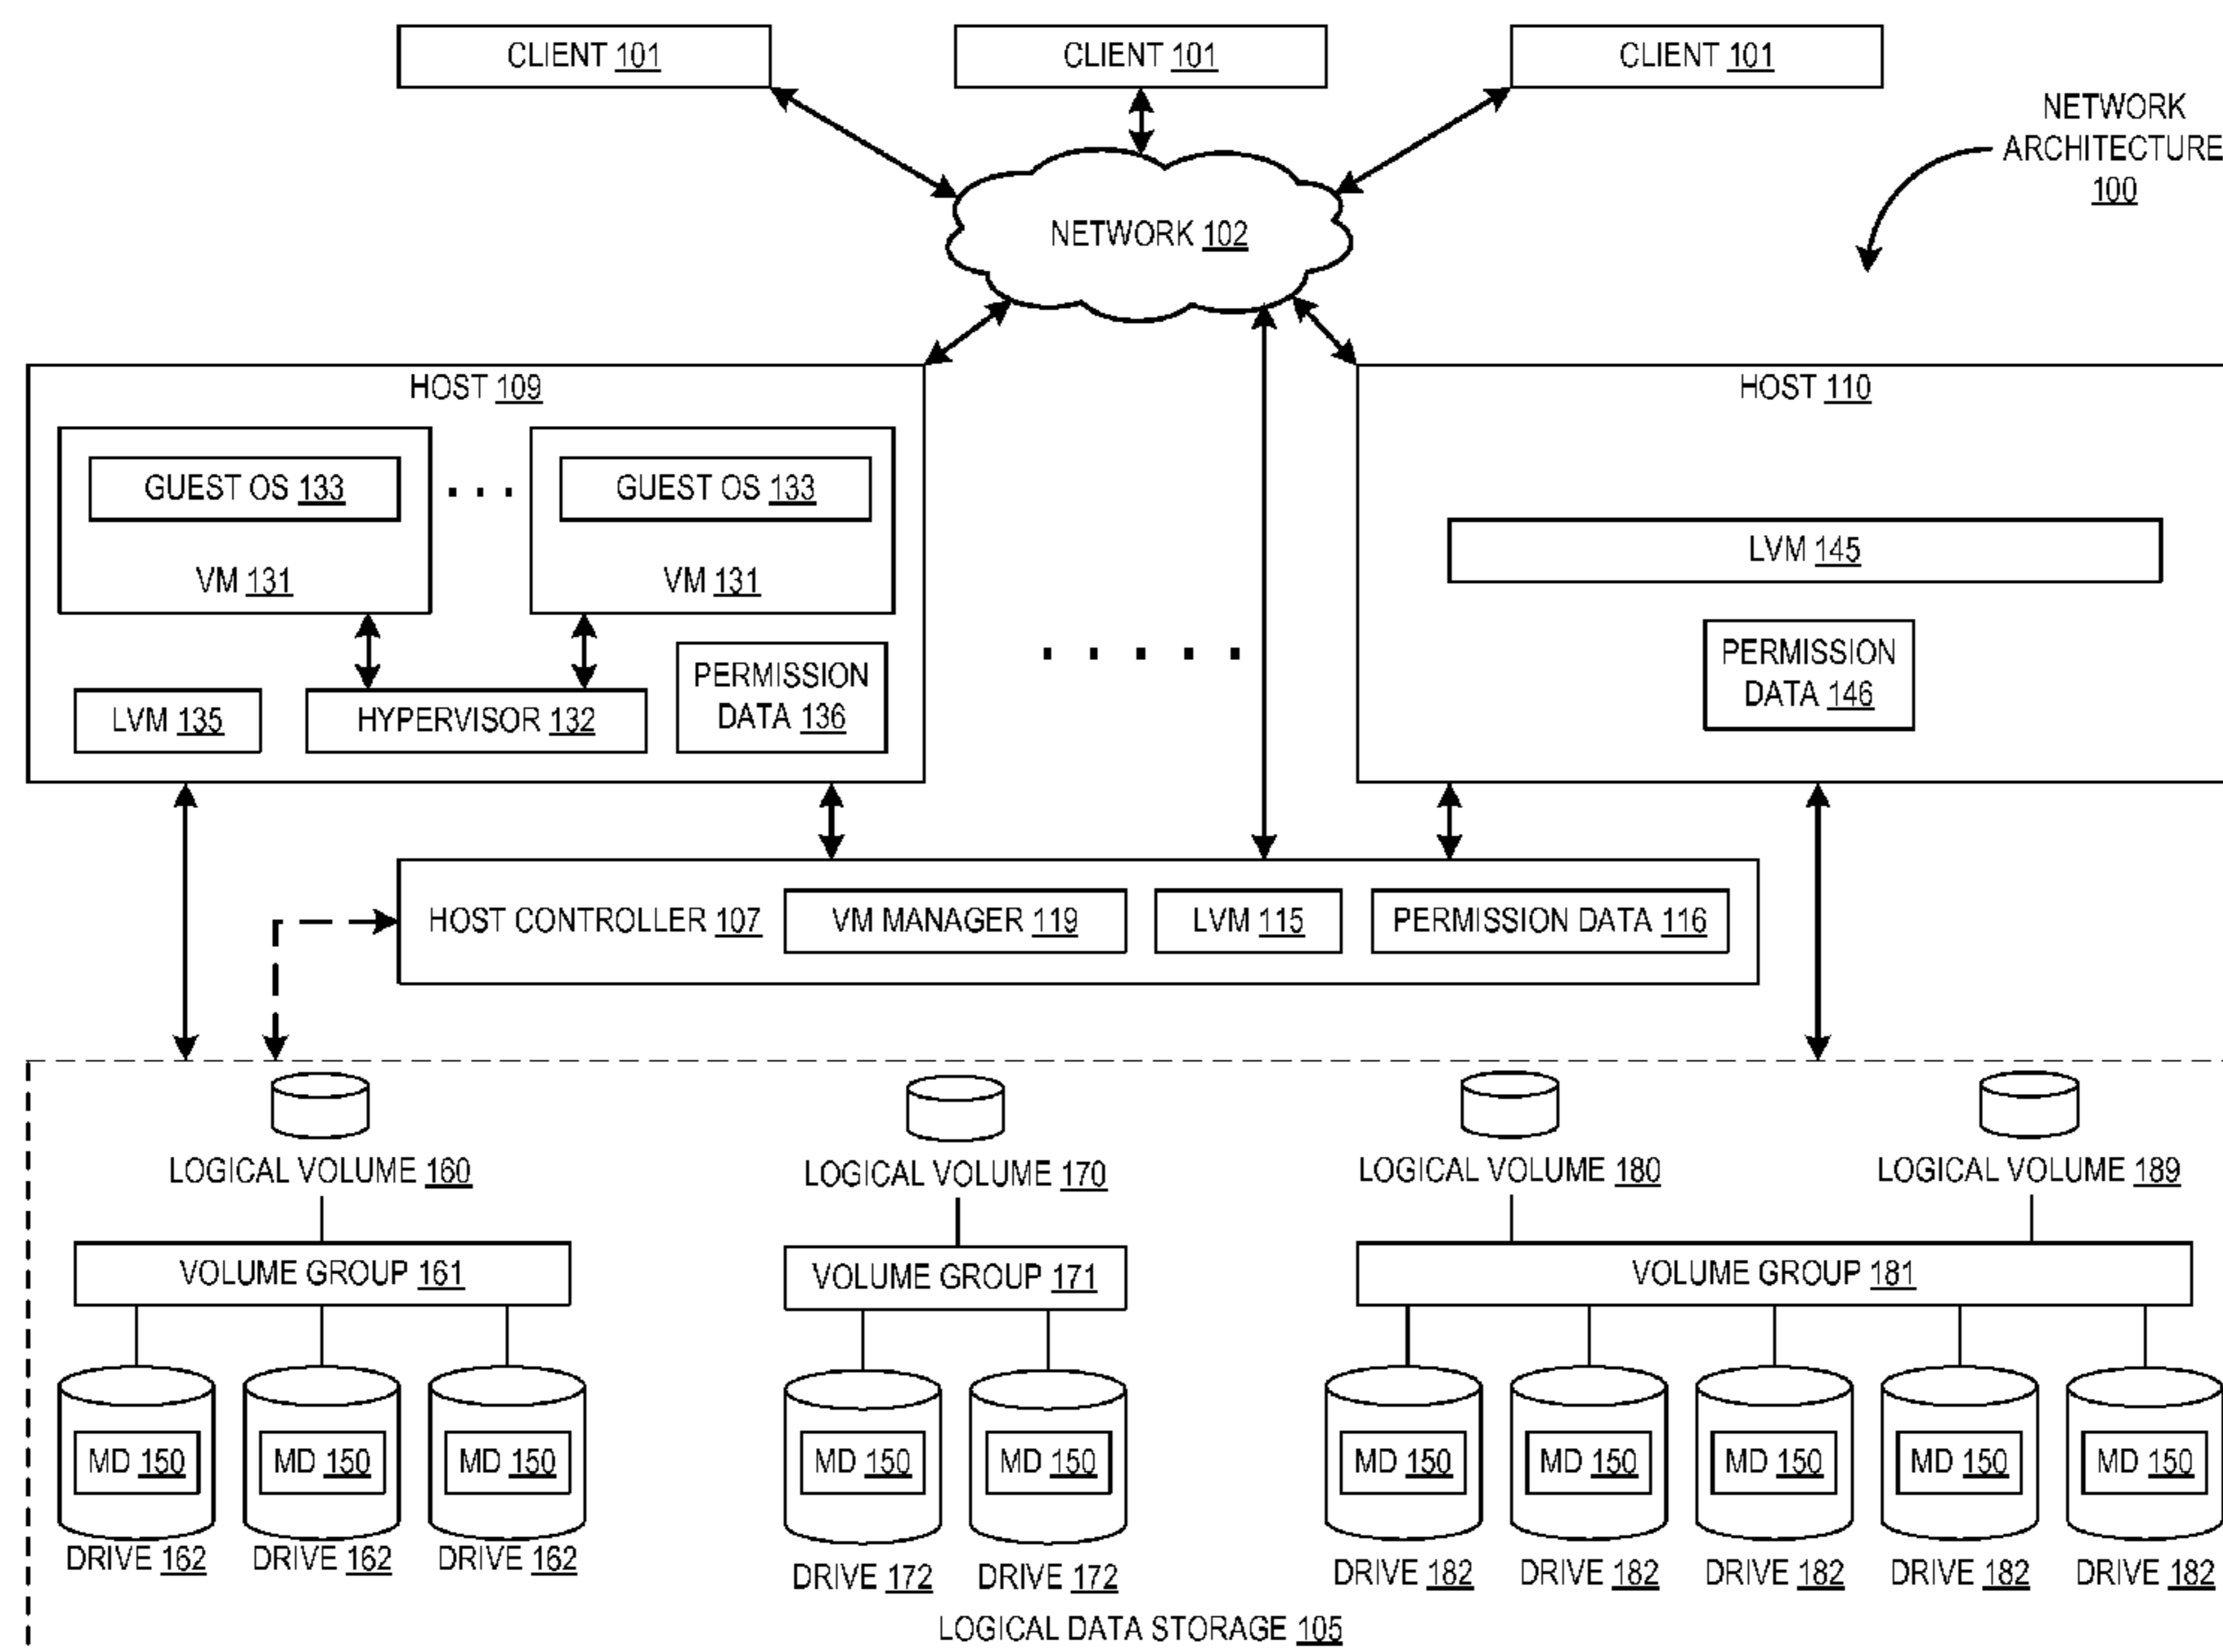 CLIENT 101
CLIENT 101
CLIENT 101
NETWORK
ARCHITECTURE
100
NETWORK 102
HOST 109
GUEST OS 133
VM 131
GUEST OS 133
VM 131
LVM 135
HYPERVISOR 132
PERMISSION
DATA 136
HOST 110
LVM 145
PERMISSION
DATA 146
HOST CONTROLLER 107
VM MANAGER 119
LVM 115
PERMISSION DATA 116
LOGICAL VOLUME 160
LOGICAL VOLUME 170
LOGICAL VOLUME 180
LOGICAL VOLUME 189
VOLUME GROUP 161
VOLUME GROUP 171
VOLUME GROUP 181
MD 150
MD 150
MD 150
MD 150
MD 150
MD 150
MD 150
MD 150
MD 150
MD 150
DRIVE 162
DRIVE 162
DRIVE 162
DRIVE 172
DRIVE 172
DRIVE 182
DRIVE 182
DRIVE 182
DRIVE 182
DRIVE 182
LOGICAL DATA STORAGE 105